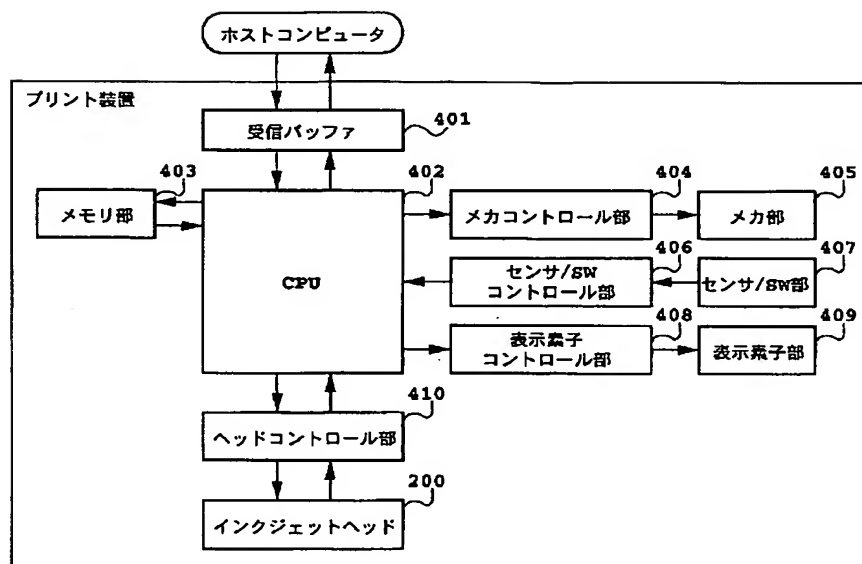 ホストコンピュータ
プリント装置
受信バッファ
401
403
402
404
405
メモリ部
メカコントロール部
メカ部
406
407
CPU
センサ/SW
コントロール部
センサ/SW部
408
409
表示素子
コントロール部
表示素子部
410
ヘッドコントロール部
200
インクジェットヘッド